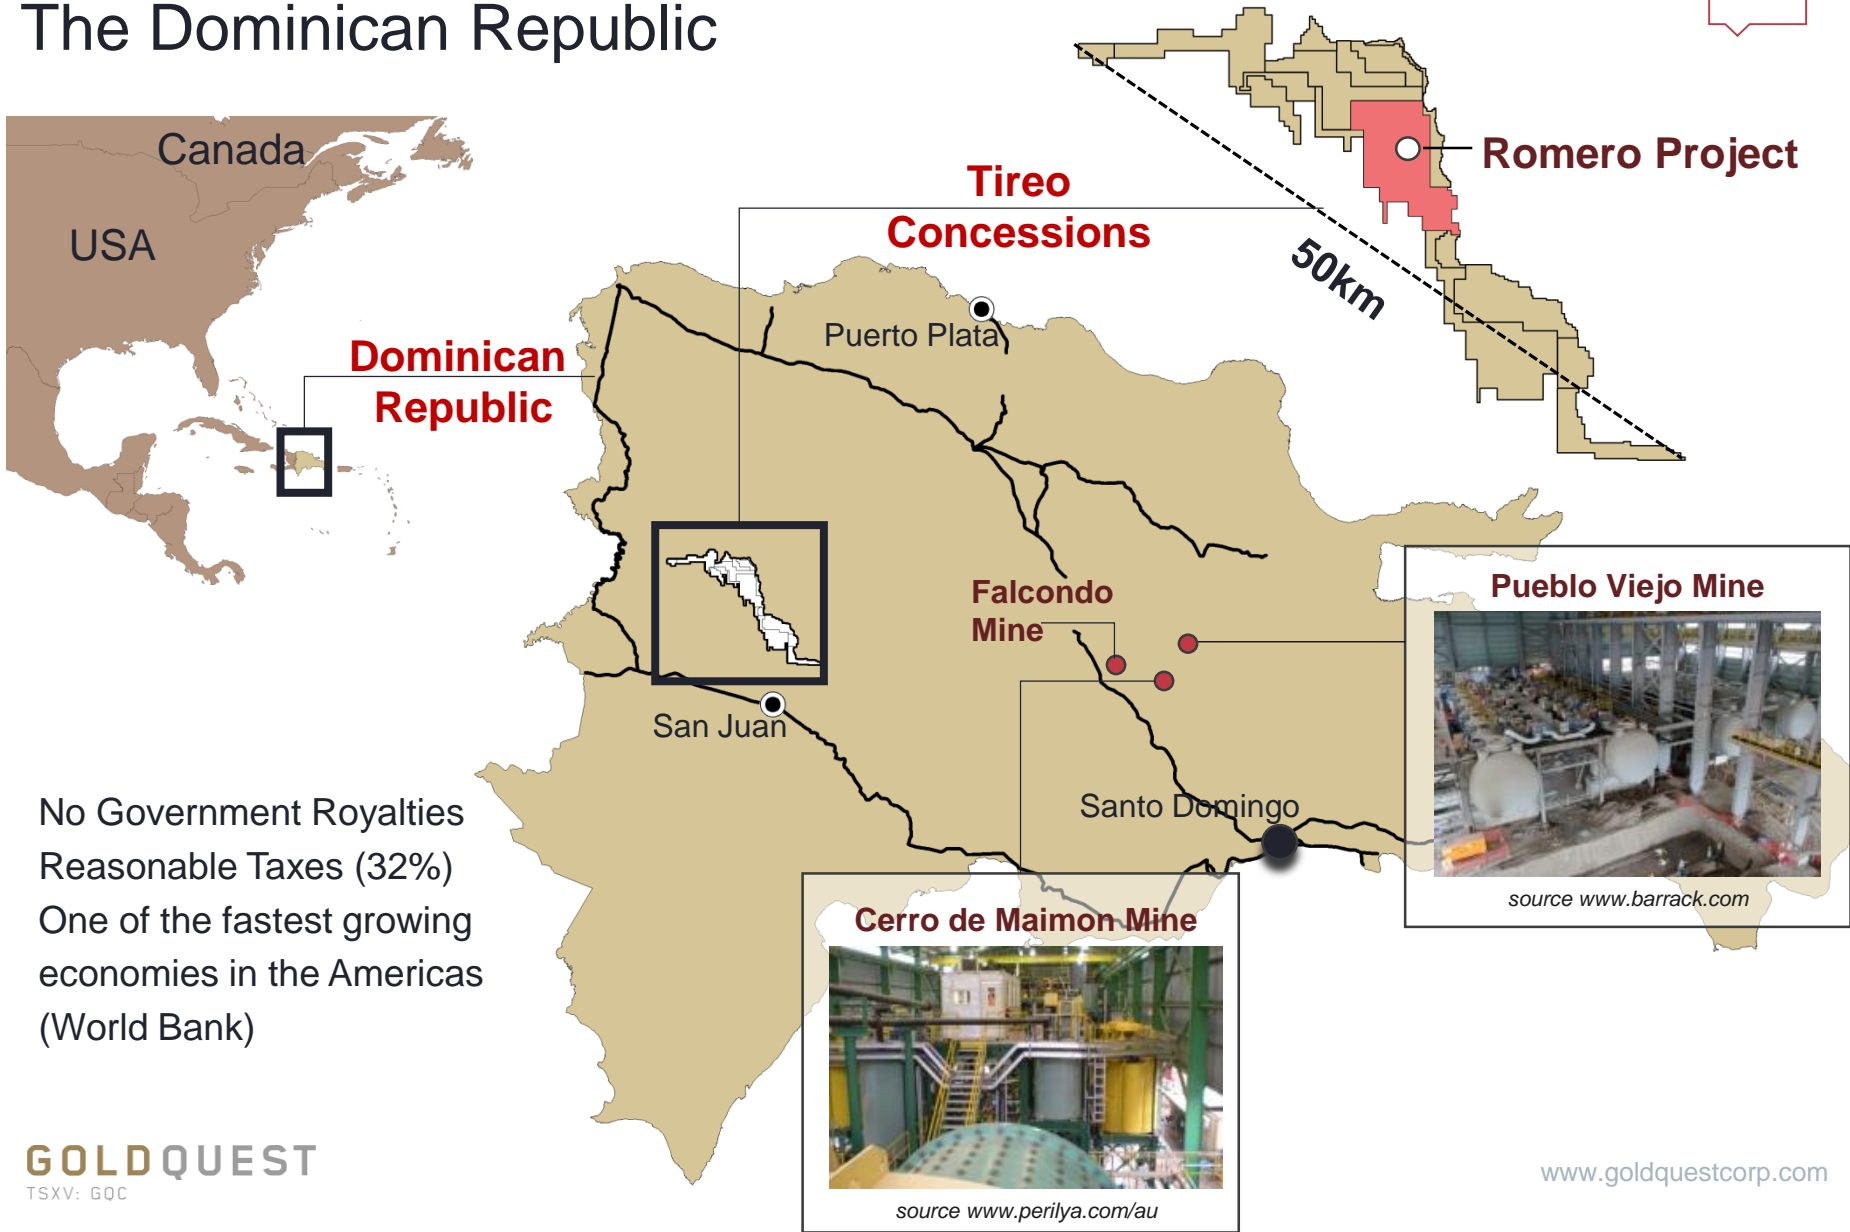 The Dominican Republic
Canada
USA
Dominican
Republic
Tireo
Concessions
Romero Project
50km
Puerto Plata
Falcondo
Mine
San Juan
Santo Domingo
Pueblo Viejo Mine
source www.barrack.com
Cerro de Maimon Mine
source www.perilya.com/au
No Government Royalties
Reasonable Taxes (32%)
One of the fastest growing
economies in the Americas
(World Bank)
GOLDQUEST
TSXV: GQC
www.goldquestcorp.com